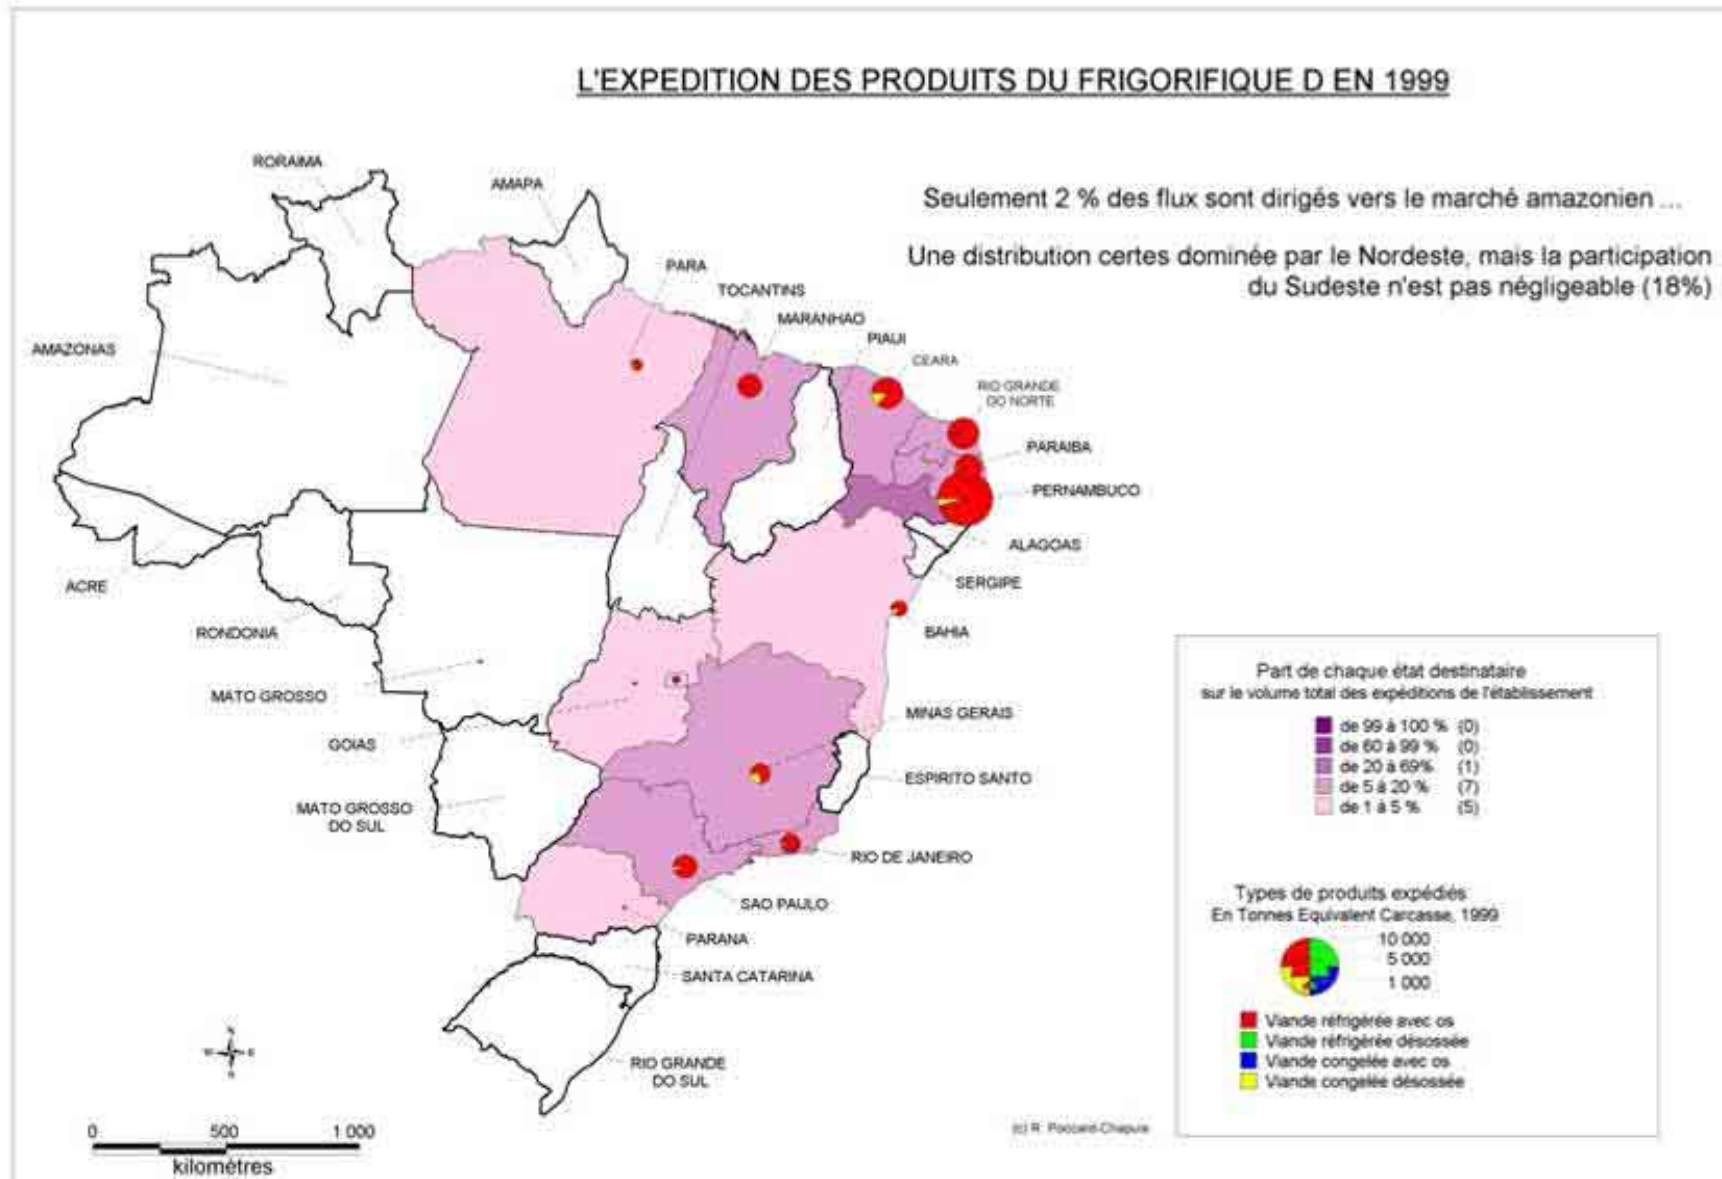 L'EXPEDITION DES PRODUITS DU FRIGORIFIQUE D EN 1999
Seulement 2 % des flux sont dirigés vers le marché amazonien ...
Une distribution certes dominée par le Nordeste, mais la participation
du Sudeste n'est pas négligeable (18%)
RORAIMA
AMAPA
PARA
TOCANTINS
MARANHAO
PIAUI
CEARA
RIO GRANDE
DO NORTE
PARAIBA
PERNAMBUCO
ALAGOAS
SERGIPE
BAHIA
AMAZONAS
ACRE
RONDONIA
MATO GROSSO
GOIAS
MATO GROSSO
DO SUL
MINAS GERAIS
ESPIRITO SANTO
RIO DE JANEIRO
SAO PAULO
PARANA
SANTA CATARINA
RIO GRANDE
DO SUL
Part de chaque état destinataire
sur le volume total des expéditions de l'établissement
de 99 à 100 % (0)
de 60 à 99 % (0)
de 20 à 69% (1)
de 5 à 20 % (7)
de 1 à 5 % (5)
Types de produits expédiés
En Tonnes Equivalent Carcasse, 1999
10 000
5 000
1 000
Viande réfrigérée avec os
Viande réfrigérée désossée
Viande congelée avec os
Viande congelée désossée
N
W E
S
0 500 1 000
kilomètres
(c) R. Poccard-Chapuis